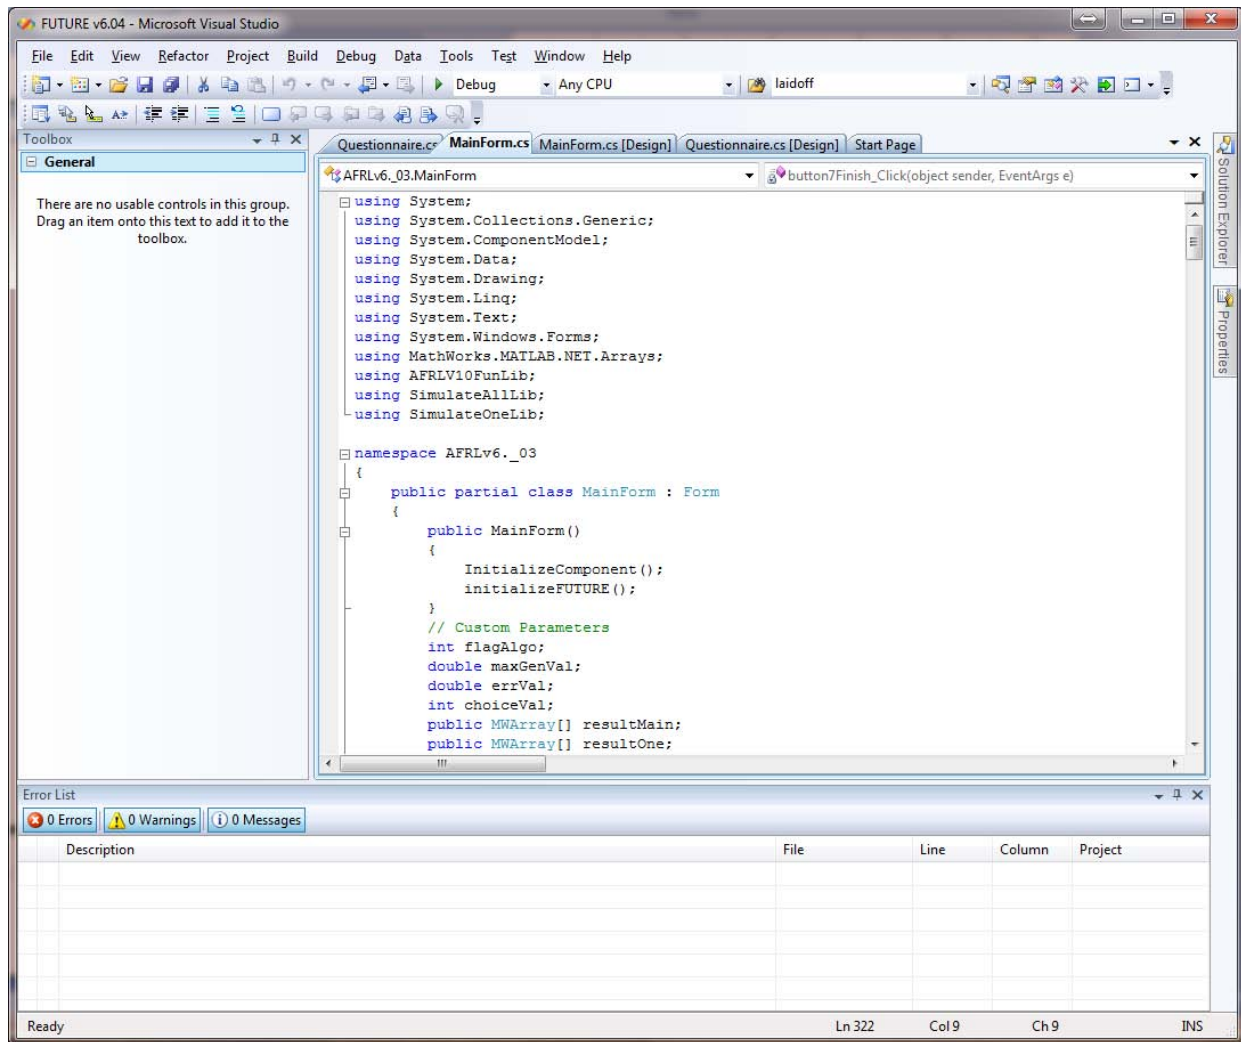 FUTURE v6.04 - Microsoft Visual Studio
File Edit View Refactor Project Build Debug Data Tools Test Window Help
Debug Any CPU laidoff
Toolbox
General
There are no usable controls in this group.
Drag an item onto this text to add it to the
toolbox.
Questionnaire.cs MainForm.cs MainForm.cs [Design] Questionnaire.cs [Design] Start Page
AFRLv6._03.MainForm button7Finish_Click(object sender, EventArgs e)
using System;
using System.Collections.Generic;
using System.ComponentModel;
using System.Data;
using System.Drawing;
using System.Linq;
using System.Text;
using System.Windows.Forms;
using MathWorks.MATLAB.NET.Arrays;
using AFRLV10FunLib;
using SimulateAllLib;
using SimulateOneLib;
namespace AFRLv6._03
{
public partial class MainForm : Form
{
public MainForm()
{
InitializeComponent();
initializeFUTURE();
}
// Custom Parameters
int flagAlgo;
double maxGenVal;
double errVal;
int choiceVal;
public MWArray[] resultMain;
public MWArray[] resultOne;
Solution Explorer
Properties
Error List
0 Errors 0 Warnings 0 Messages
Description File Line Column Project
Ready Ln 322 Col 9 Ch 9 INS